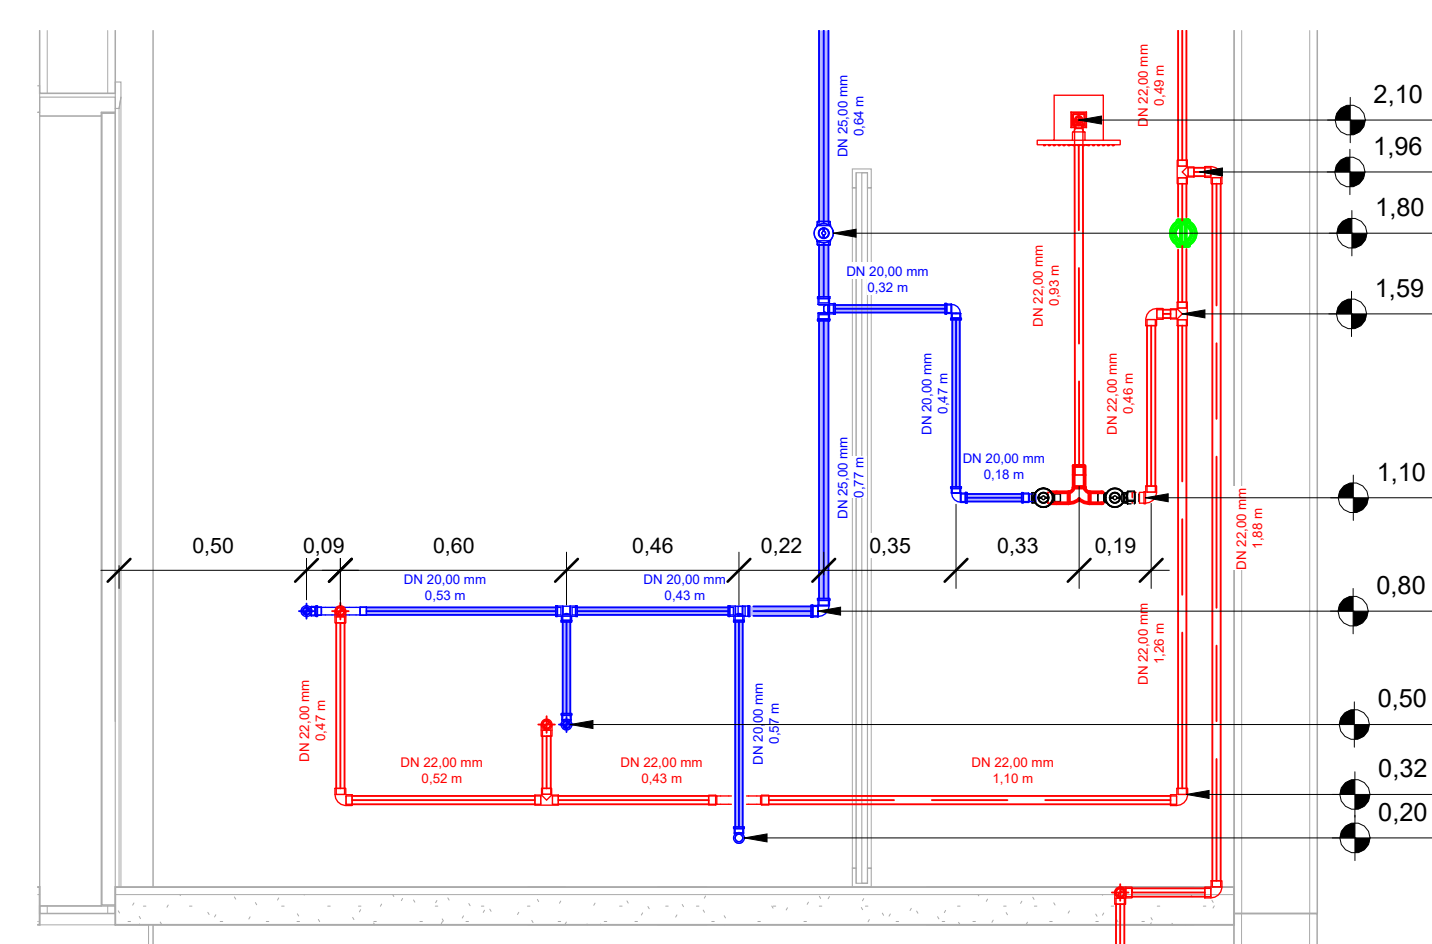 DN 25,00 mm
0,64 m
DN 22,00 mm
0,49 m
2,10
1,96
1,80
DN 20,00 mm
0,32 m
DN 22,00 mm
0,93 m
1,59
DN 20,00 mm
0,47 m
DN 22,00 mm
0,46 m
DN 25,00 mm
0,77 m
DN 20,00 mm
0,18 m
1,10
DN 22,00 mm
1,88 m
0,50
0,09
0,60
0,46
0,22
0,35
0,33
0,19
DN 20,00 mm
0,53 m
DN 20,00 mm
0,43 m
0,80
DN 22,00 mm
1,26 m
DN 22,00 mm
0,47 m
DN 20,00 mm
0,57 m
0,50
DN 22,00 mm
0,52 m
DN 22,00 mm
0,43 m
DN 22,00 mm
1,10 m
0,32
0,20